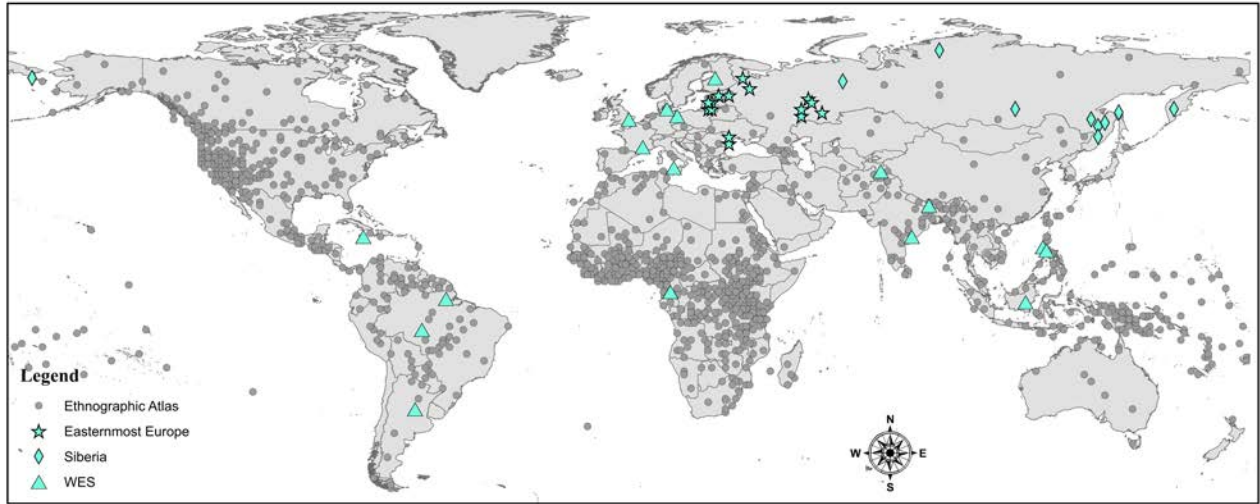 Legend
Ethnographic Atlas
Easternmost Europe
Siberia
WES
N
W E
S